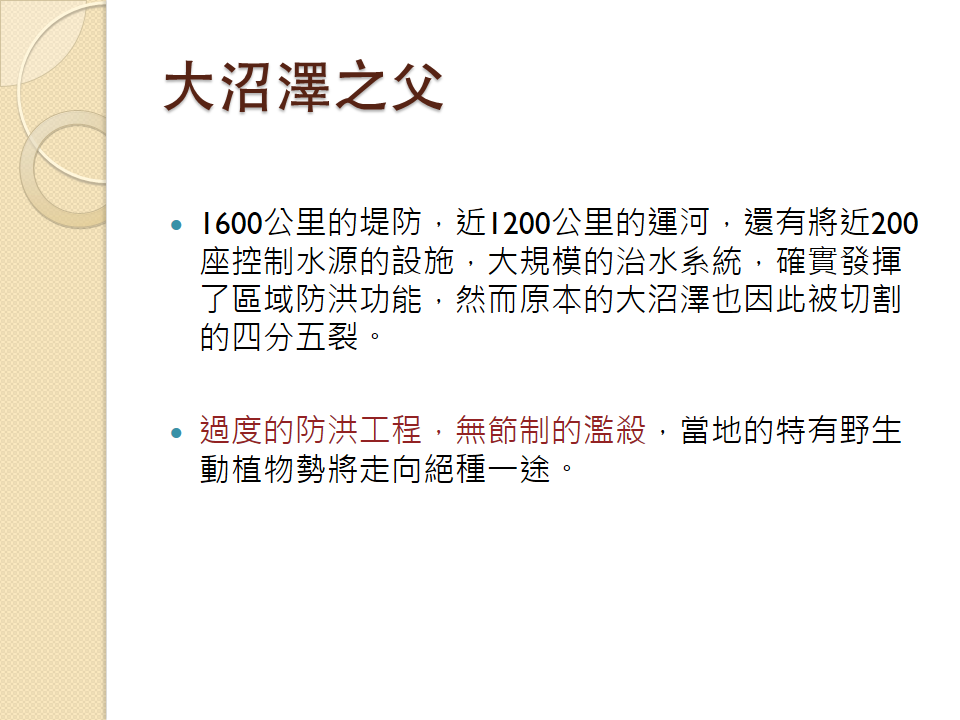 大沼澤之父
1600公里的堤防，近1200公里的運河，還有將近200
座控制水源的設施，大規模的治水系統，確實發揮
了區域防洪功能，然而原本的大沼澤也因此被切割
的四分五裂。
過度的防洪工程，無節制的濫殺，當地的特有野生
動植物勢將走向絕種一途。